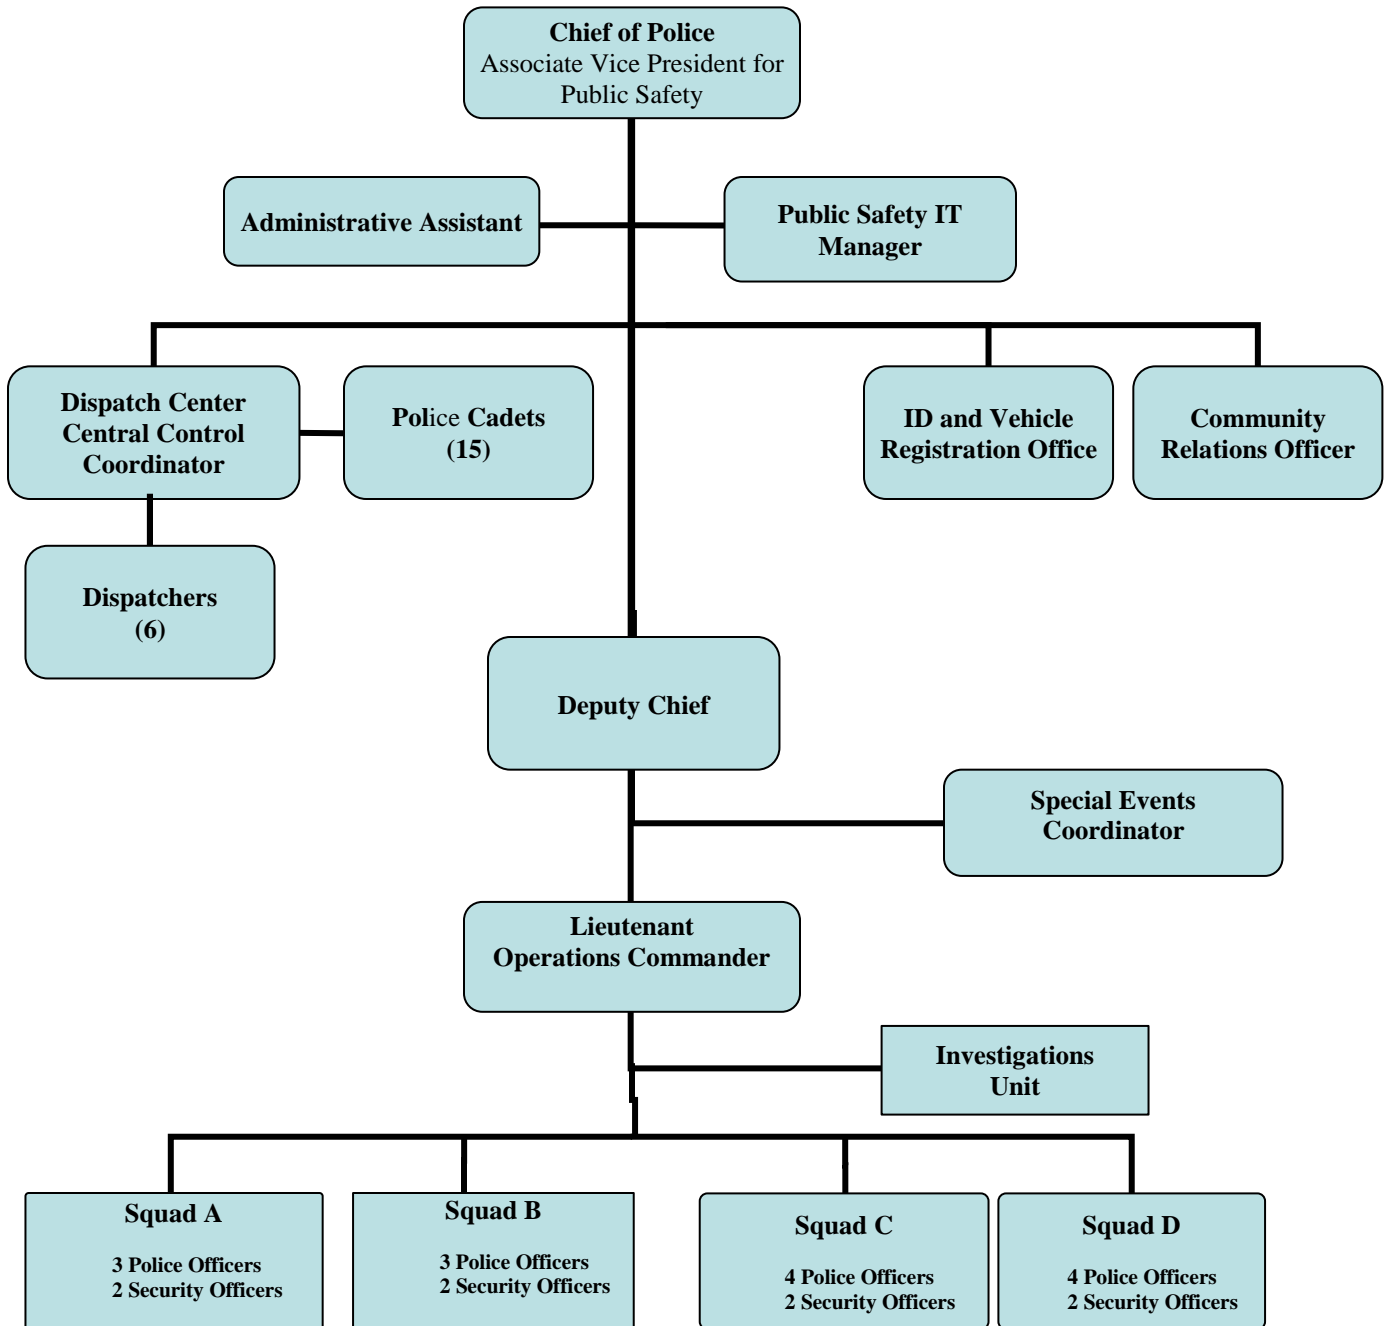 Chief of Police
Associate Vice President for
Public Safety
Administrative Assistant
Public Safety IT
Manager
Dispatch Center
Central Control
Coordinator
Police Cadets
(15)
ID and Vehicle
Registration Office
Community
Relations Officer
Dispatchers
(6)
Deputy Chief
Special Events
Coordinator
Lieutenant
Operations Commander
Investigations
Unit
Squad A
3 Police Officers
2 Security Officers
Squad B
3 Police Officers
2 Security Officers
Squad C
4 Police Officers
2 Security Officers
Squad D
4 Police Officers
2 Security Officers